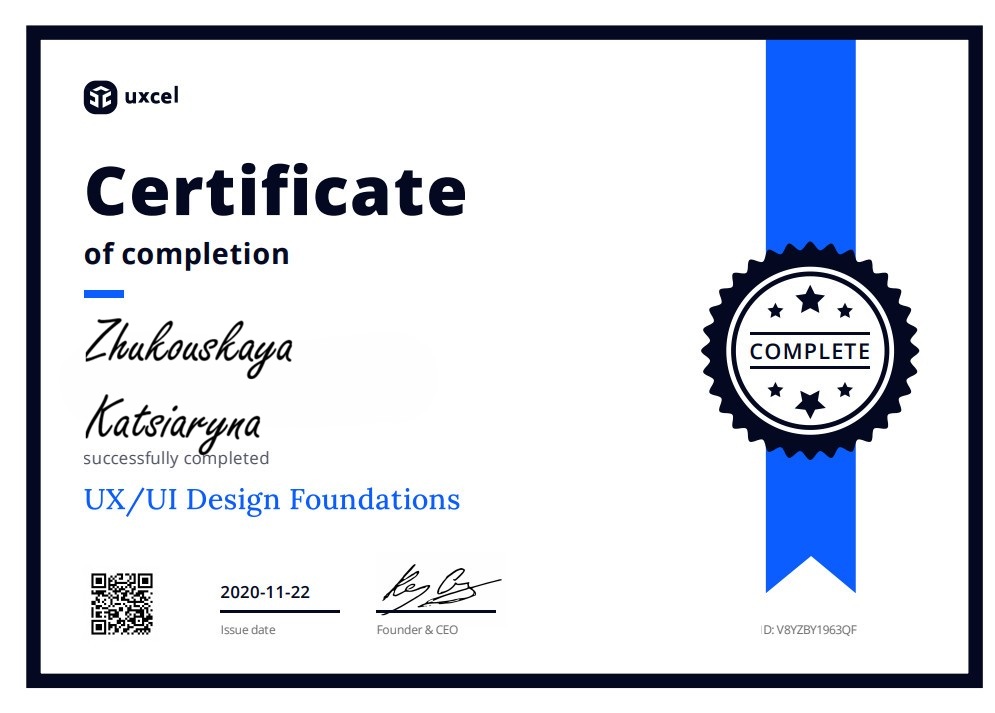 uxcel
Certificate
of completion
Zhukouskaya
Katsiaryna
successfully completed
UX/UI Design Foundations
COMPLETE
2020-11-22
Issue date
Founder & CEO
ID: V8YZBY1963QF